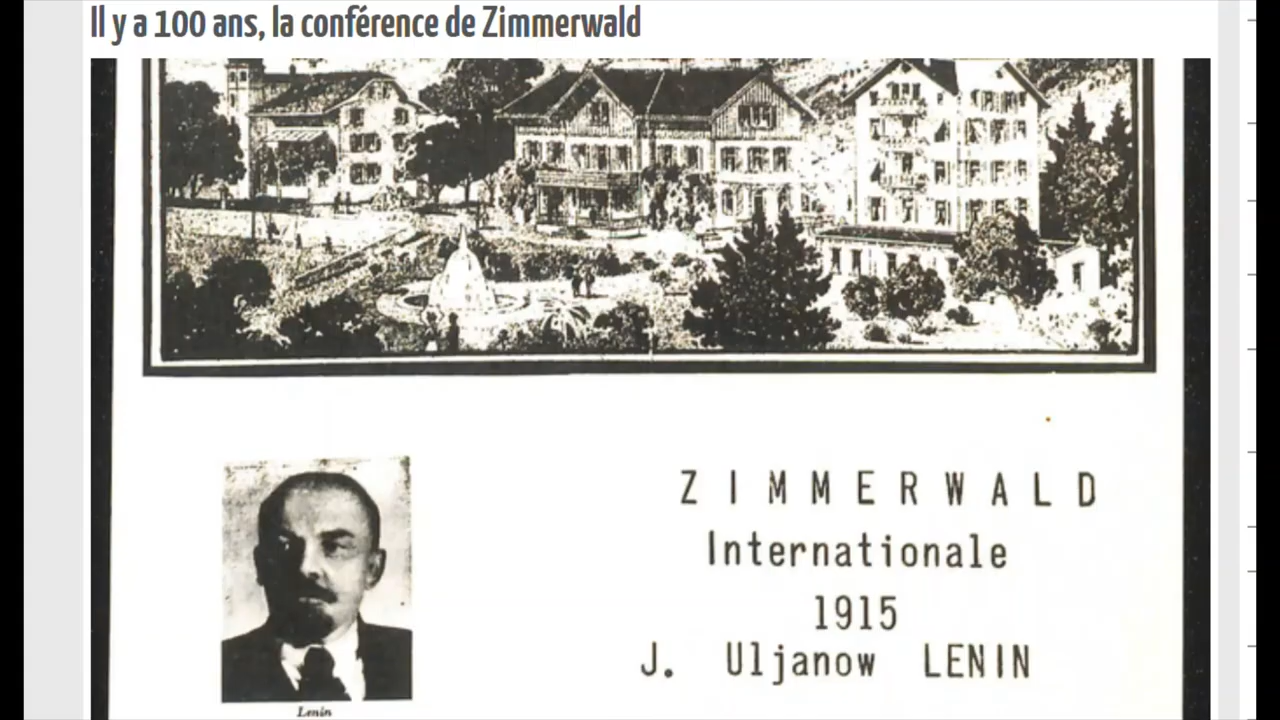 Il y a 100 ans, la conférence de Zimmerwald
ZIMMERWALD
Internationale
1915
J. Uljanow LENIN
Lenin